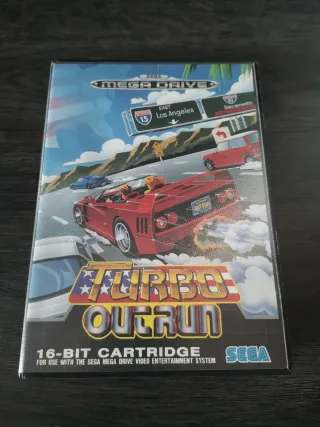 SEGA
MEGA DRIVE
15
EAST
Los Angeles
TURBO
OUTRUN
16-BIT CARTRIDGE
FOR USE WITH THE SEGA MEGA DRIVE VIDEO ENTERTAINMENT SYSTEM
SEGA